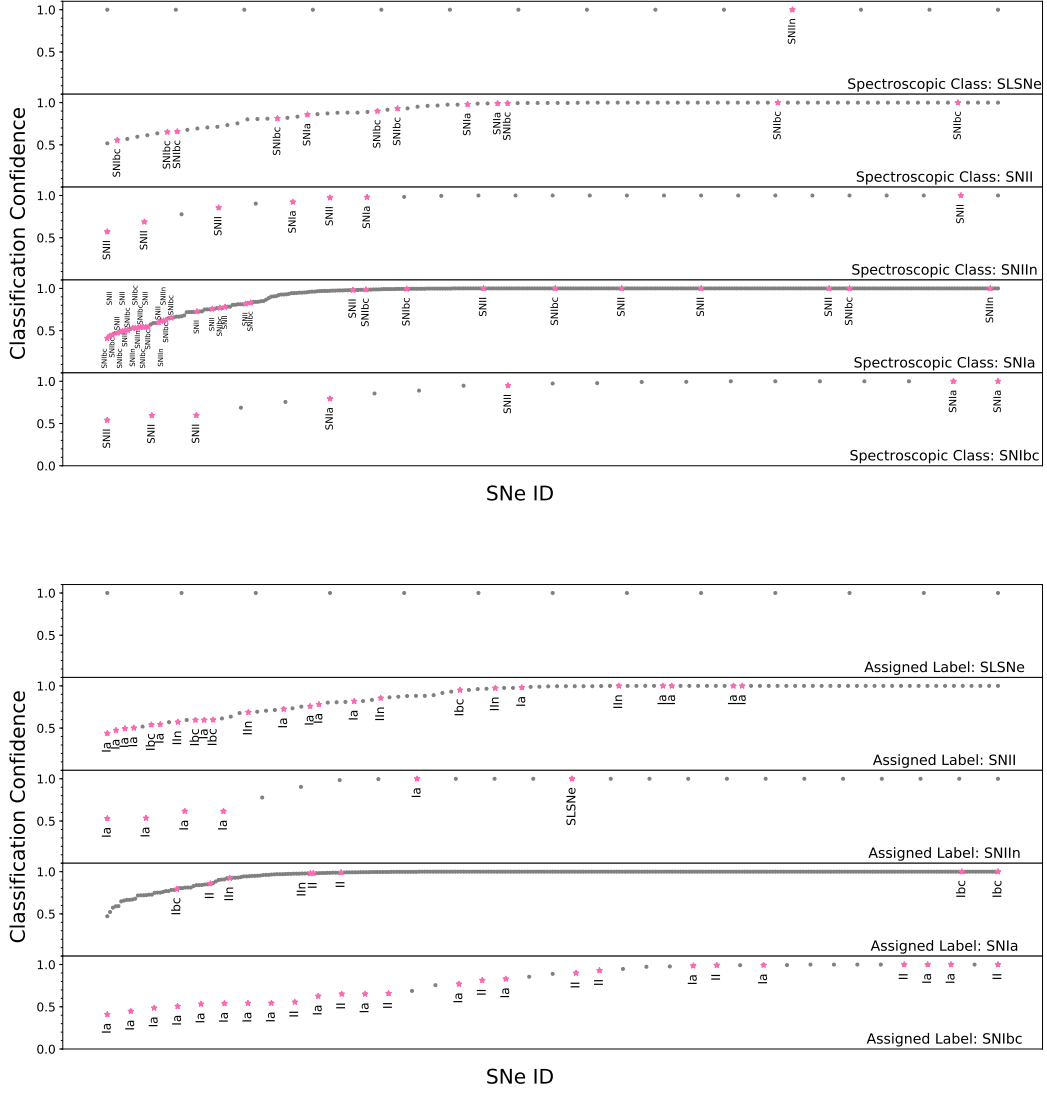 1.0
SNIIn
0.5
Spectroscopic Class: SLSNe
1.0
SNIbc SNIbc SNIbc SNIbc SNIa SNIbc SNIbc SNIa SNIa SNIbc SNIbc SNIbc
0.5
Spectroscopic Class: SNII
1.0
SNII SNII SNII SNIa SNII SNIa SNII
0.5
Spectroscopic Class: SNIIn
1.0
SNII SNIbc SNIbc SNII SNIbc SNII SNII SNII SNIbc SNIIn
0.5
Spectroscopic Class: SNIa
1.0
SNII SNII SNII SNIa SNII SNIa SNIa
0.5
Spectroscopic Class: SNIbc
0.0
Classification Confidence
SNe ID
1.0
0.5
Assigned Label: SLSNe
1.0
Ia Ia Ia Ia Ibc Ia IIn Ibc Ia Ibc IIn Ia Ia Ia Ia IIn Ibc IIn Ia IIn Ia Ia Ia Ia
0.5
Assigned Label: SNII
1.0
Ia Ia Ia Ia Ia SLSNe
0.5
Assigned Label: SNIIn
1.0
Ibc II IIn IIn II II Ibc Ibc
0.5
Assigned Label: SNIa
1.0
Ia Ia Ia Ia Ia Ia Ia Ia II Ia II Ia II Ia II Ia II II Ia II Ia II Ia Ia II
0.5
Assigned Label: SNIbc
0.0
Classification Confidence
SNe ID